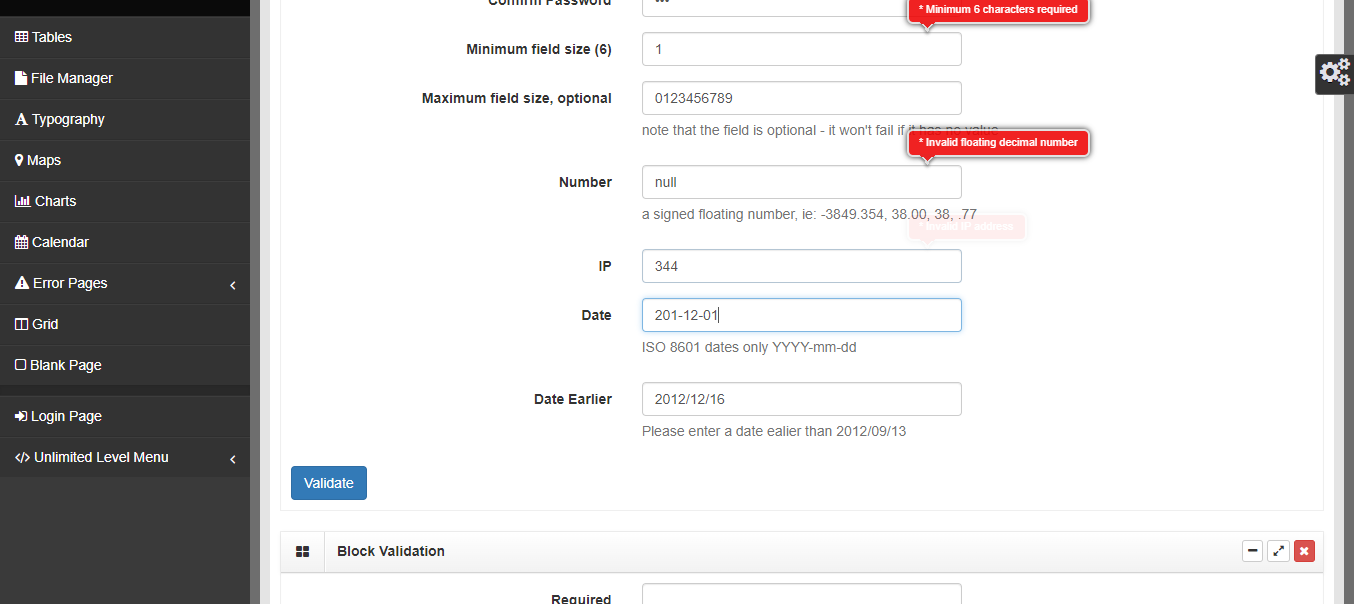 Tables
File Manager
Typography
Maps
Charts
Calendar
Error Pages
Grid
Blank Page
Login Page
Unlimited Level Menu
Confirm Password
* Minimum 6 characters required
Minimum field size (6)
1
Maximum field size, optional
0123456789
note that the field is optional - it won't fail if it has no value
* Invalid floating decimal number
Number
null
a signed floating number, ie: -3849.354, 38.00, 38, .77
* Invalid IP address
IP
344
Date
201-12-01
ISO 8601 dates only YYYY-mm-dd
Date Earlier
2012/12/16
Please enter a date ealier than 2012/09/13
Validate
Block Validation
Required